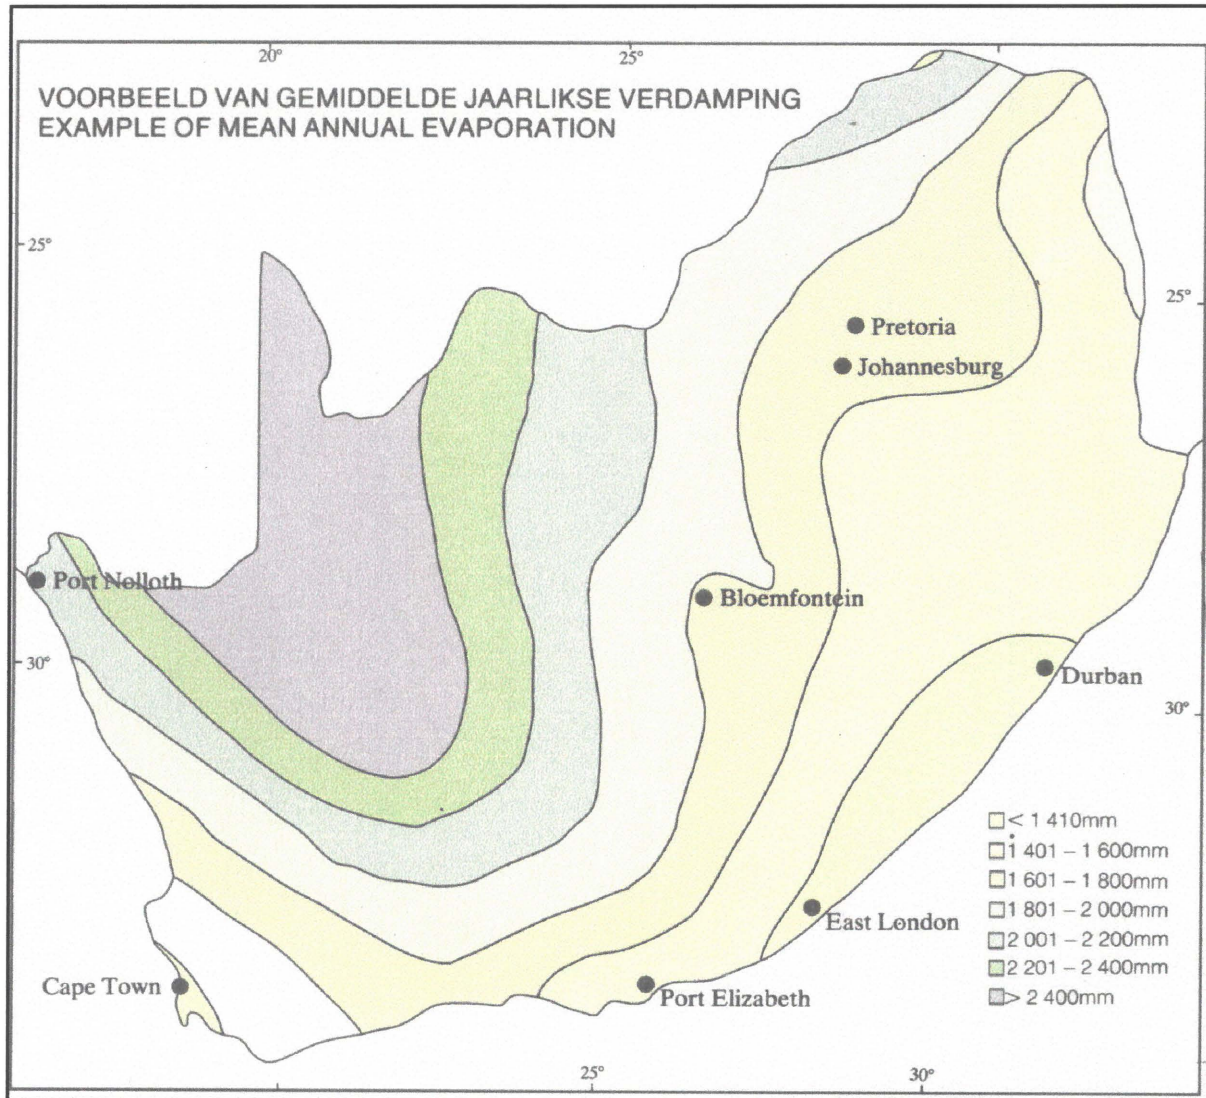 20°
25°
VOORBEELD VAN GEMIDDELDE JAARLIKSE VERDAMPING
EXAMPLE OF MEAN ANNUAL EVAPORATION
25°
25°
Pretoria
Johannesburg
Port Nolloth
Bloemfontein
30°
Durban
30°
< 1 410mm
1 401 – 1 600mm
1 601 – 1 800mm
1 801 – 2 000mm
East London
2 001 – 2 200mm
2 201 – 2 400mm
Cape Town
Port Elizabeth
> 2 400mm
25°
30°